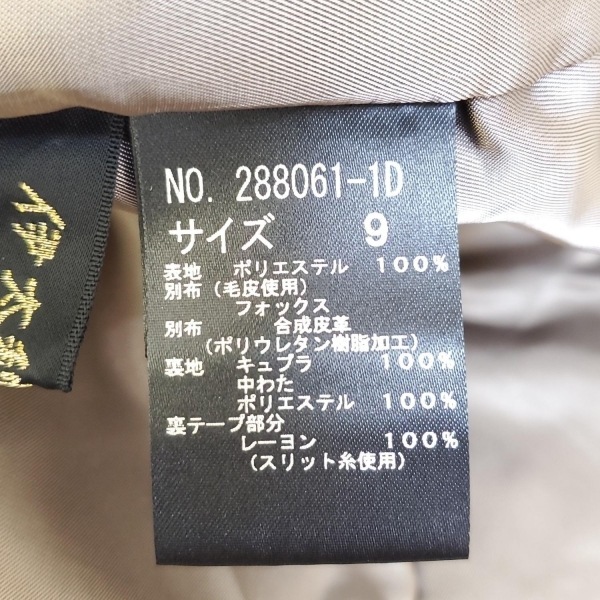 NO. 288061-1D
サイズ 9
表地 ポリエステル 100%
別布(毛皮使用)
フォックス
別布 合成皮革
(ポリウレタン樹脂加工)
裏地 キュプラ 100%
中わた
ポリエステル 100%
裏テープ部分
レーヨン 100%
(スリット糸使用)
伊太